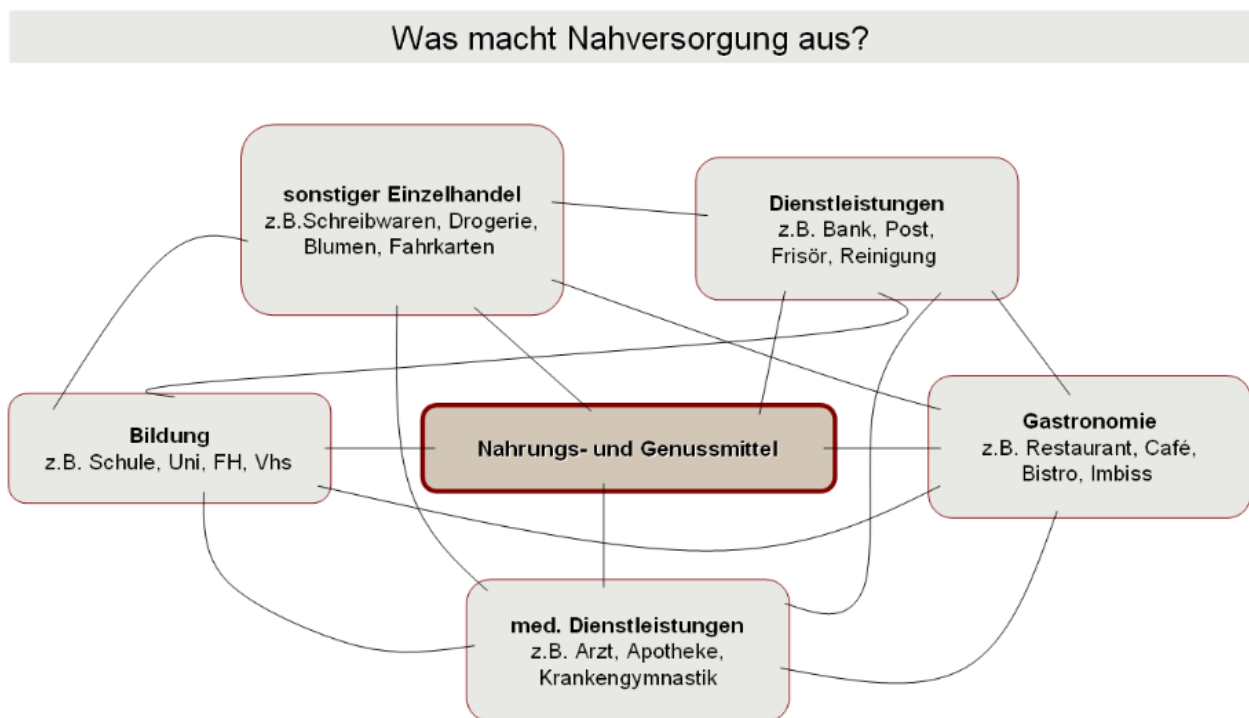 Was macht Nahversorgung aus?
sonstiger Einzelhandel
z.B.Schreibwaren, Drogerie,
Blumen, Fahrkarten
Dienstleistungen
z.B. Bank, Post,
Frisör, Reinigung
Bildung
z.B. Schule, Uni, FH, Vhs
Nahrungs- und Genussmittel
Gastronomie
z.B. Restaurant, Café,
Bistro, Imbiss
med. Dienstleistungen
z.B. Arzt, Apotheke,
Krankengymnastik